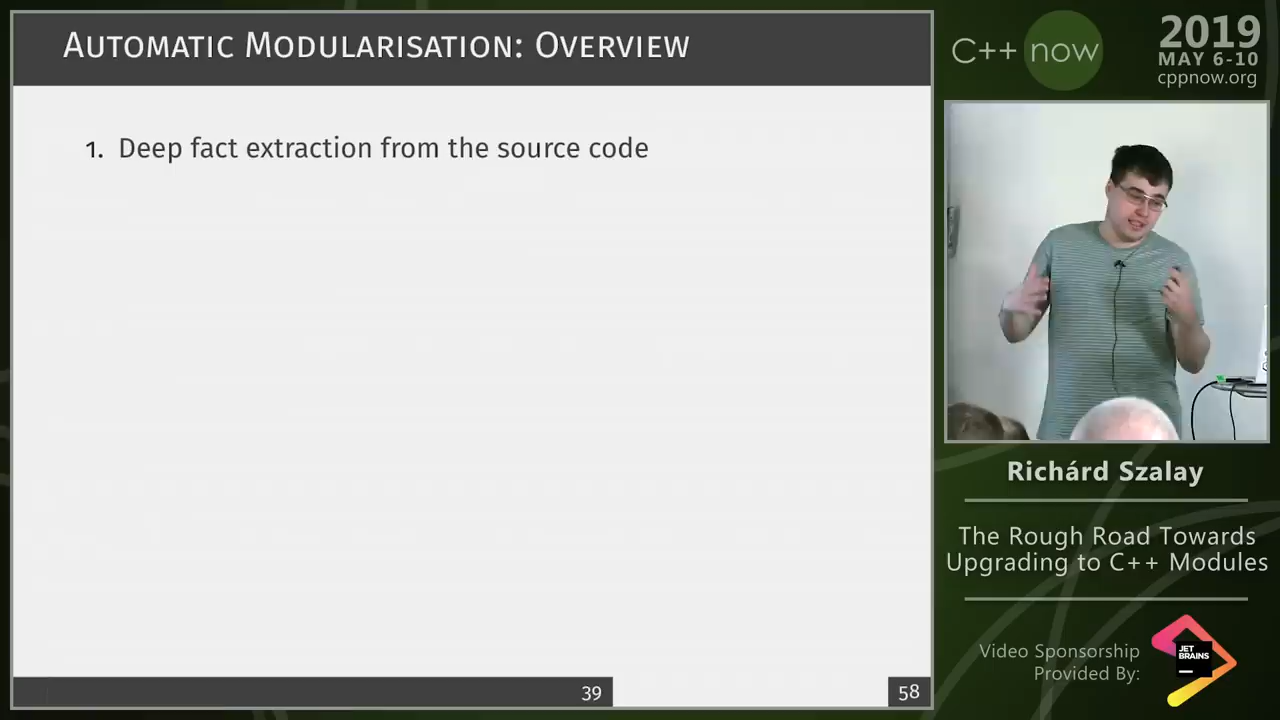 AUTOMATIC MODULARISATION: OVERVIEW
1. Deep fact extraction from the source code
39
58
C++ now
2019
MAY 6-10
cppnow.org
Richárd Szalay
The Rough Road Towards
Upgrading to C++ Modules
Video Sponsorship
Provided By:
JET
BRAINS